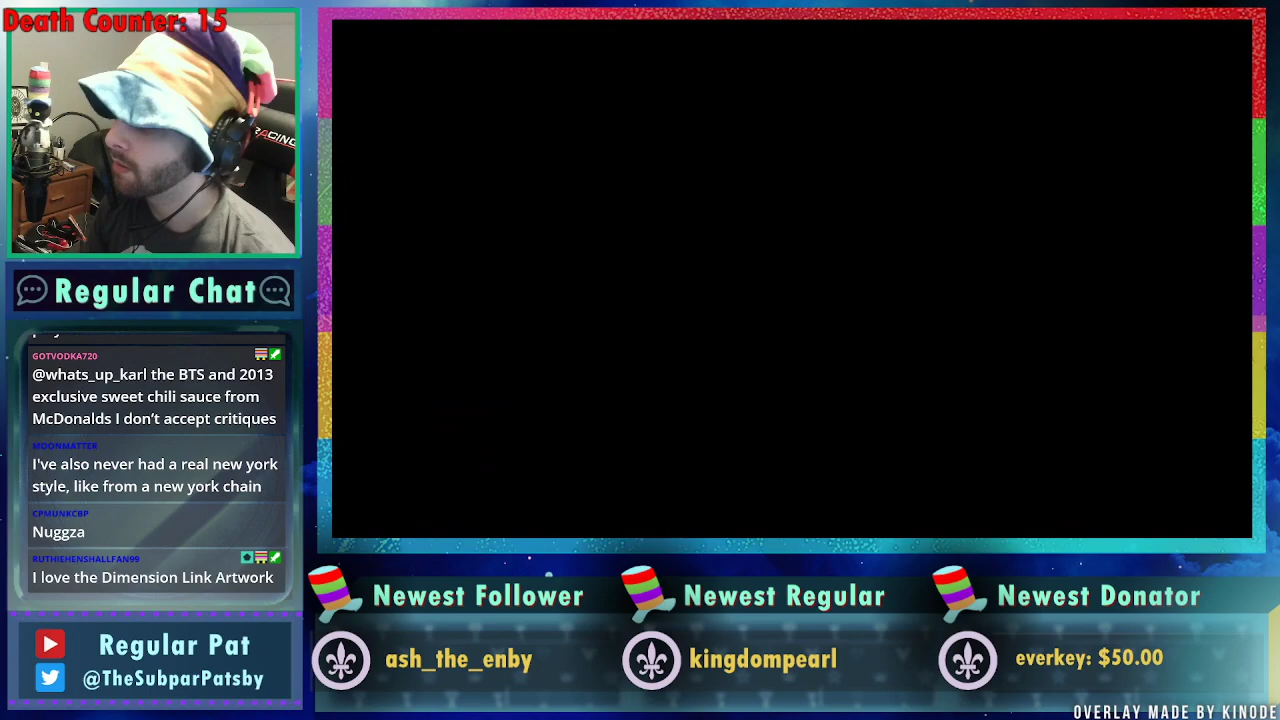 Death Counter: 15
RACING
Regular Chat
GOTVODKA720
@whats_up_karl the BTS and 2013
exclusive sweet chili sauce from
McDonalds I don't accept critiques
MOONMATTER
I've also never had a real new york
style, like from a new york chain
CPMUNKCBP
Nuggza
RUTHIEHENSHALLFAN99
I love the Dimension Link Artwork
Regular Pat
@TheSubparPatsby
Newest Follower
ash_the_enby
Newest Regular
kingdompearl
Newest Donator
everkey: $50.00
OVERLAY MADE BY KINODE